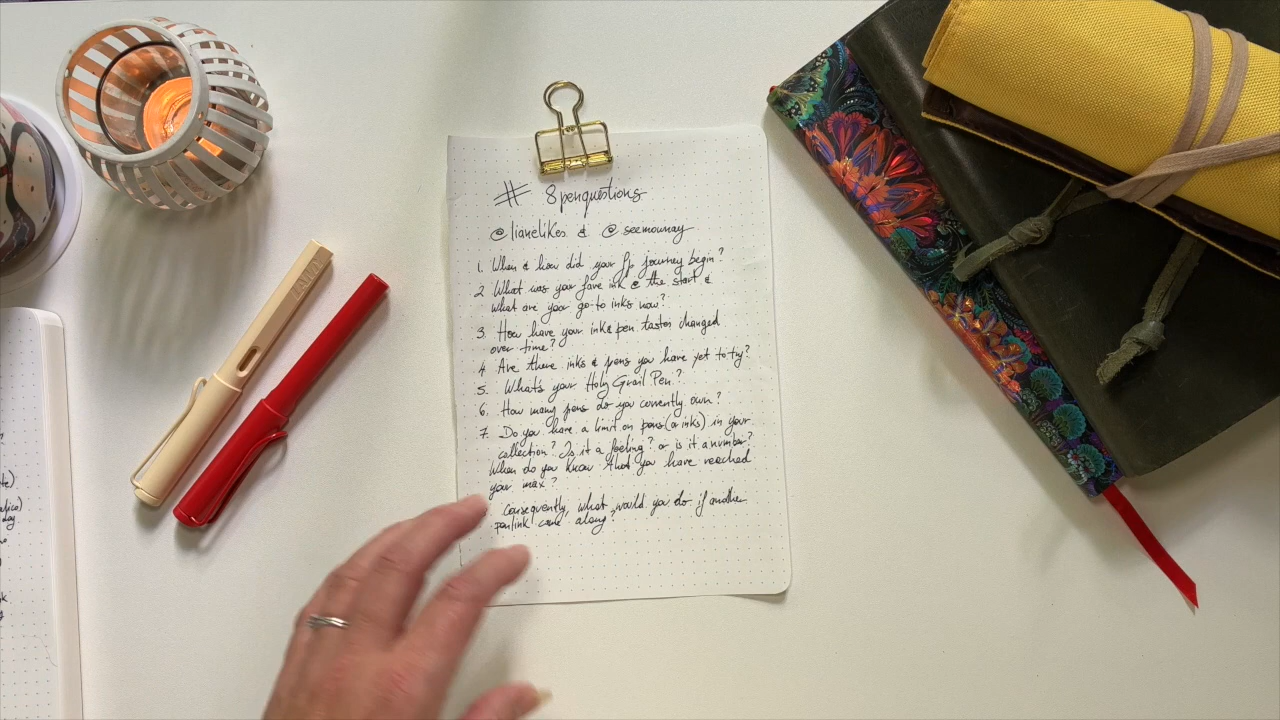 # 8penquestions
@lianelikes & @seemownay
1. When & how did your fp journey begin?
2 What was your fave ink @ the start &
what are your go-to inks now?
3. How have your ink & pen tastes changed
over time?
4. Are there inks & pens you have yet to try?
5. What's your Holy Grail Pen?
6. How many pens do you currently own?
7. Do you have a limit on pens (or inks) in your
collection? Is it a feeling? or is it a number?
When do you know that you have reached
your max?
Consequently, what would you do if another
pen/ink came along
LAMY
day